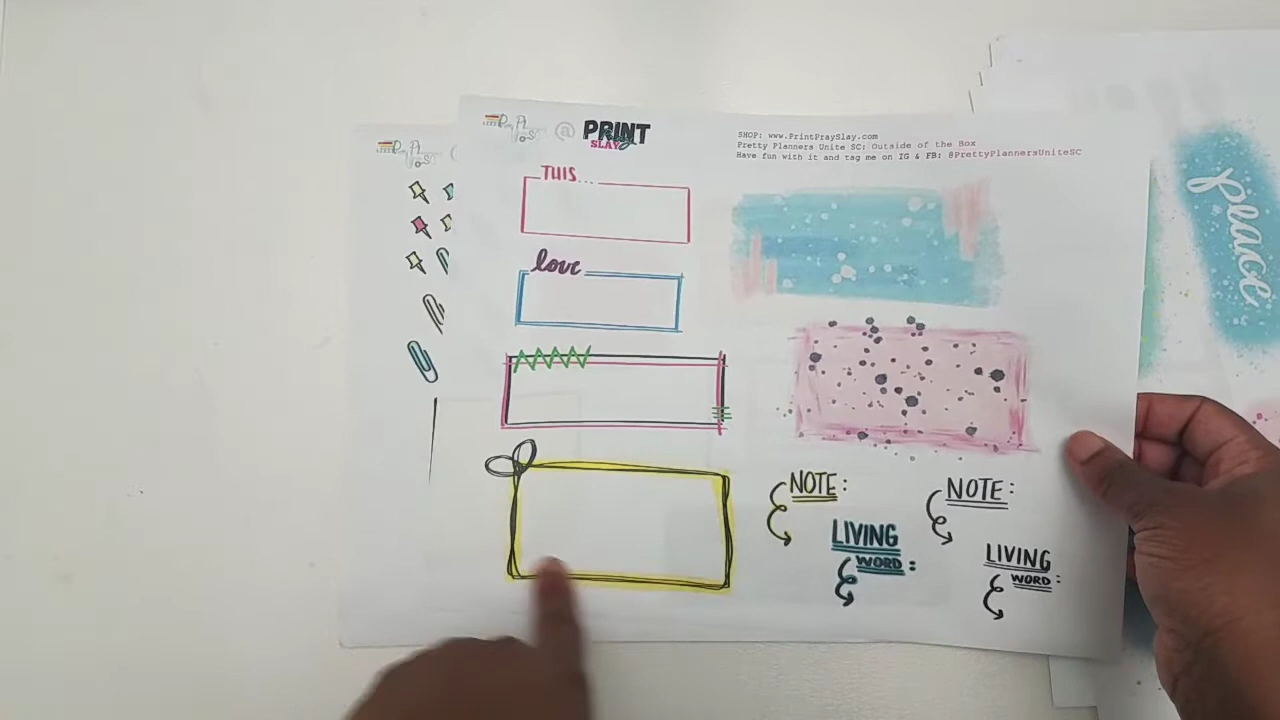 @ PRINT
SLAY
SHOP: www.PrintPraySlay.com
Pretty Planners Unite SC: Outside of the Box
Have fun with it and tag me on IG & FB: @PrettyPlannersUniteSC
THIS...
love
NOTE:
LIVING
WORD:
NOTE:
LIVING
WORD:
peace